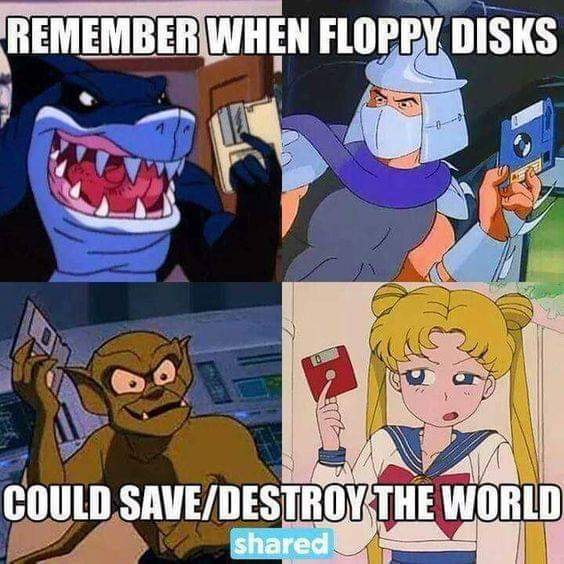 REMEMBER WHEN FLOPPY DISKS
COULD SAVE/DESTROY THE WORLD
shared